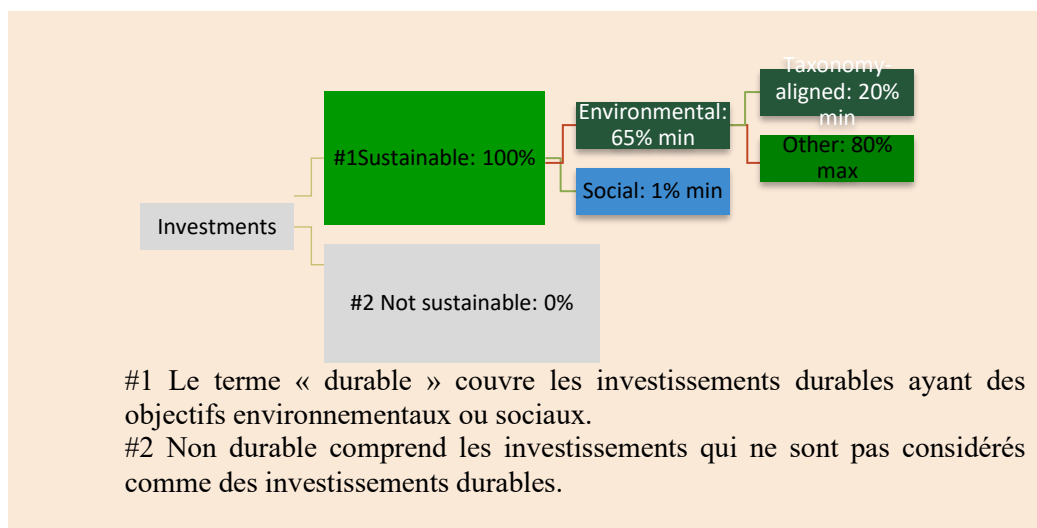 Taxonomy-
aligned: 20%
min
Environmental:
65% min
#1Sustainable: 100%
Other: 80%
max
Social: 1% min
Investments
#2 Not sustainable: 0%
#1 Le terme « durable » couvre les investissements durables ayant des
objectifs environnementaux ou sociaux.
#2 Non durable comprend les investissements qui ne sont pas considérés
comme des investissements durables.